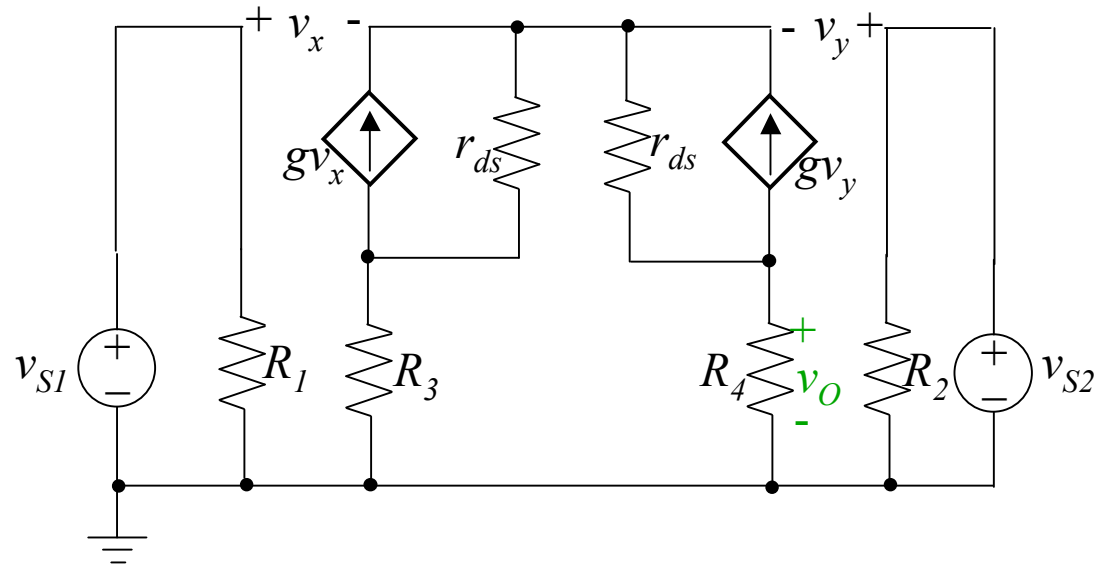 + v_x -
- v_y +
gv_x
r_ds
r_ds
gv_y
v_S1
+
−
R_1
R_3
R_4
+
v_O
-
R_2
+
−
v_S2